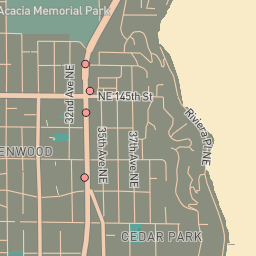 Acacia Memorial Park
32nd Ave NE
NE 145th St
Riviera Pl NE
35th Ave NE
37th Ave NE
ENWOOD
CEDAR PARK